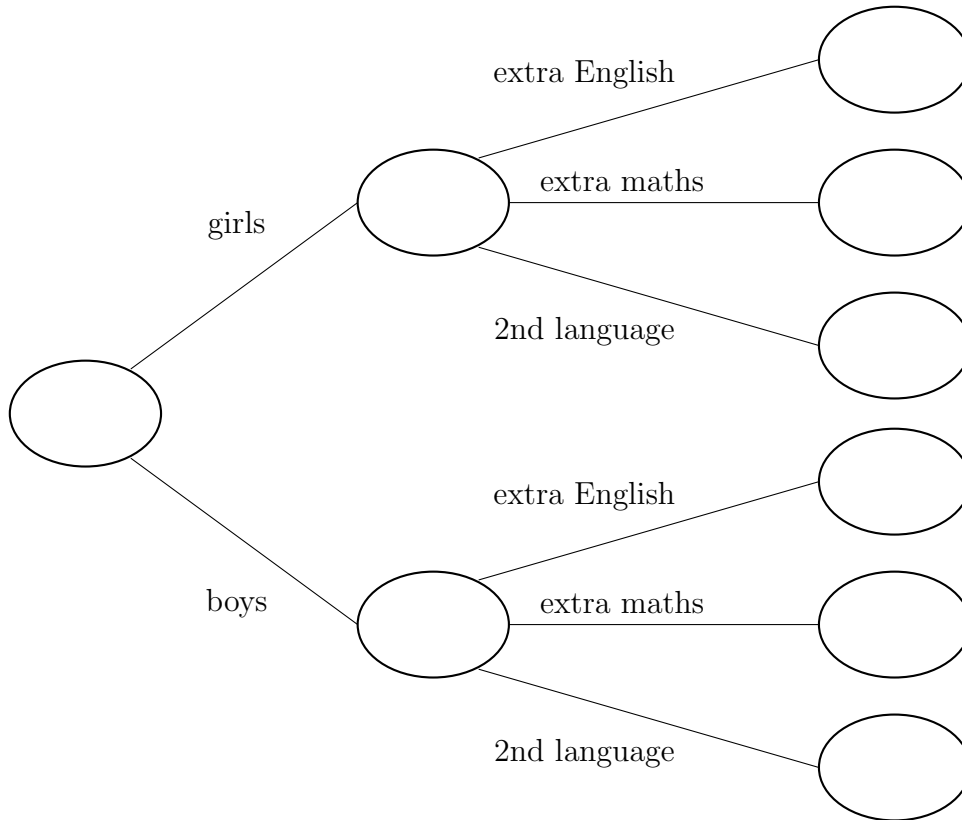 extra English
extra maths
girls
2nd language
extra English
extra maths
boys
2nd language